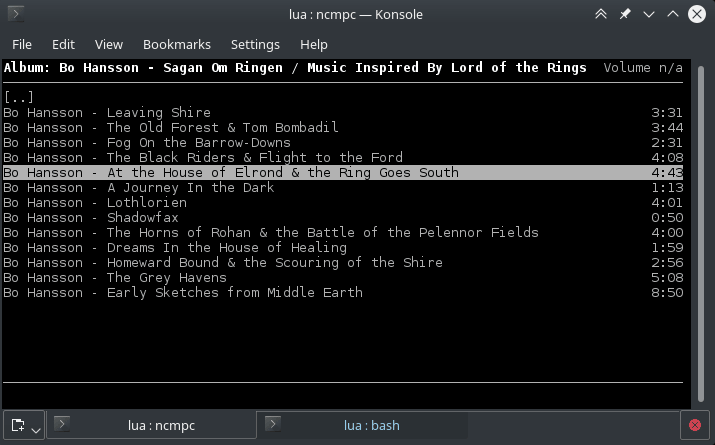 lua : ncmpc — Konsole
File Edit View Bookmarks Settings Help
Album: Bo Hansson - Sagan Om Ringen / Music Inspired By Lord of the Rings Volume n/a
[..]
Bo Hansson - Leaving Shire 3:31
Bo Hansson - The Old Forest & Tom Bombadil 3:44
Bo Hansson - Fog On the Barrow-Downs 2:31
Bo Hansson - The Black Riders & Flight to the Ford 4:08
Bo Hansson - At the House of Elrond & the Ring Goes South 4:43
Bo Hansson - A Journey In the Dark 1:13
Bo Hansson - Lothlorien 4:01
Bo Hansson - Shadowfax 0:50
Bo Hansson - The Horns of Rohan & the Battle of the Pelennor Fields 4:00
Bo Hansson - Dreams In the House of Healing 1:59
Bo Hansson - Homeward Bound & the Scouring of the Shire 2:56
Bo Hansson - The Grey Havens 5:08
Bo Hansson - Early Sketches from Middle Earth 8:50
lua : ncmpc lua : bash